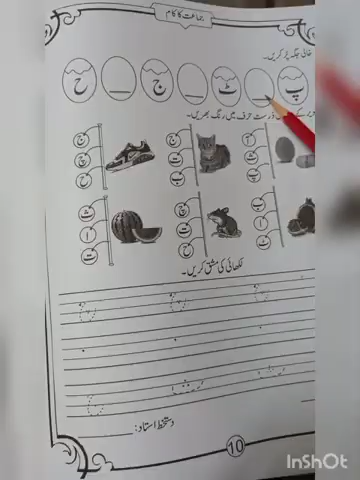 جماعت کا کام
خالی جگہ پُر کریں۔
پ _ ٹ _ ج _ ح
درست حرف میں رنگ بھریں۔
ا
پ
ث
ج
ت
ب
ج
چ
ح
ب
ا
چ
ت
ح
ث
ا
ت
لکھائی کی مشق کریں۔
دستخط استاد:
10
InShOt